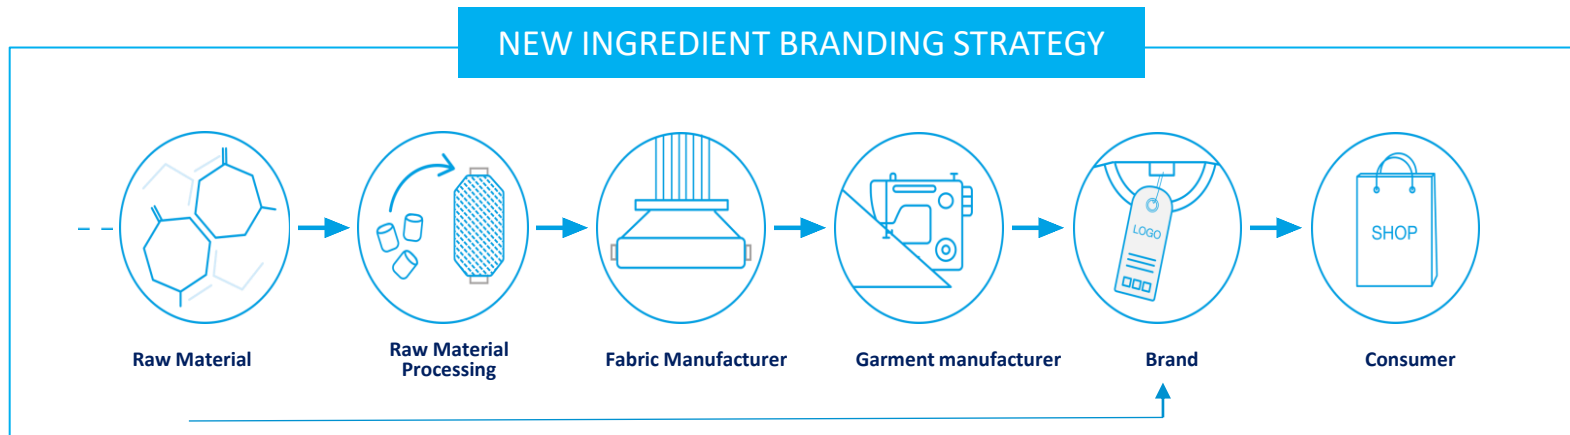 NEW INGREDIENT BRANDING STRATEGY
LOGO
SHOP
Raw Material
Raw Material
Processing
Fabric Manufacturer
Garment manufacturer
Brand
Consumer